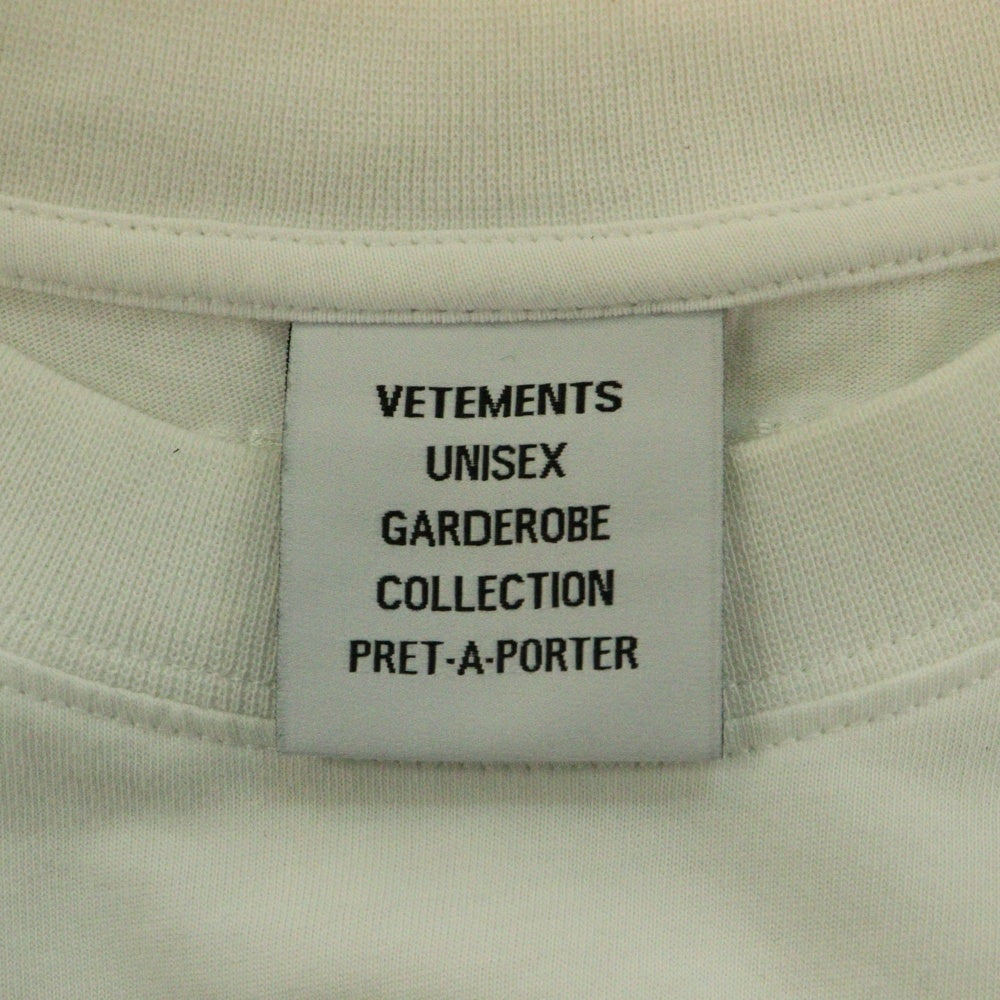 VETEMENTS
UNISEX
GARDEROBE
COLLECTION
PRET-A-PORTER